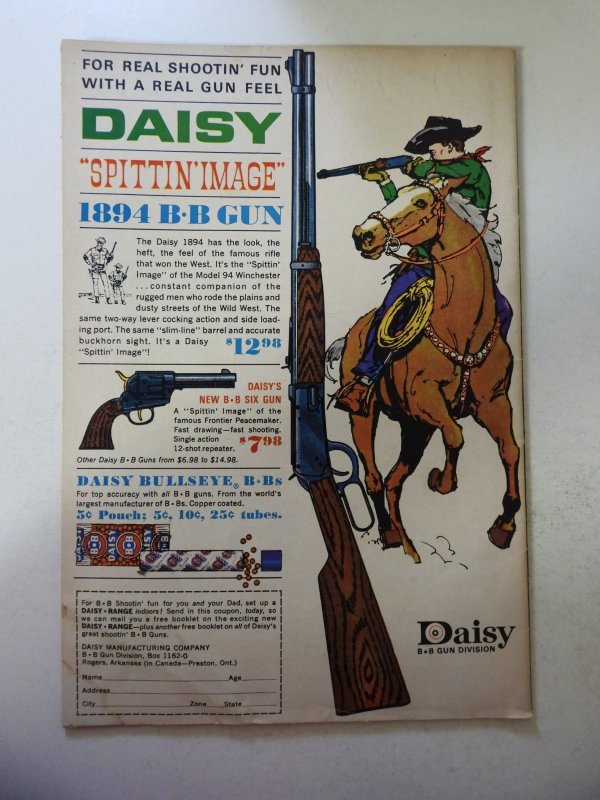 FOR REAL SHOOTIN' FUN
WITH A REAL GUN FEEL
DAISY
"SPITTIN' IMAGE"
1894 B•B GUN
The Daisy 1894 has the look, the
heft, the feel of the famous rifle
that won the West. It's the "Spittin'
Image" of the Model 94 Winchester
...constant companion of the
rugged men who rode the plains and
dusty streets of the Wild West. The
same two-way lever cocking action and side load-
ing port. The same "slim-line" barrel and accurate
buckhorn sight. It's a Daisy
"Spittin' Image"!
$12 98
DAISY'S
NEW B•B SIX GUN
A "Spittin' Image" of the
famous Frontier Peacemaker.
Fast drawing—fast shooting.
Single action
12-shot repeater.
$7 98
Other Daisy B•B Guns from $6.98 to $14.98.
DAISY BULLSEYE® B•Bs
For top accuracy with all B•B guns. From the world's
largest manufacturer of B•Bs. Copper coated.
5¢ Pouch; 5¢, 10¢, 25¢ tubes.
DAISY
B•B
For B•B Shootin' fun for you and your Dad, set up a
DAISY•RANGE indoors! Send in this coupon, today, so
we can mail you a free booklet on the exciting new
DAISY•RANGE—plus another free booklet on all of Daisy's
great shootin' B•B Guns.
DAISY MANUFACTURING COMPANY
B•B Gun Division, Box 1162-0
Rogers, Arkansas (in Canada—Preston, Ont.)
Name Age
Address
City Zone State
Daisy
B•B GUN DIVISION